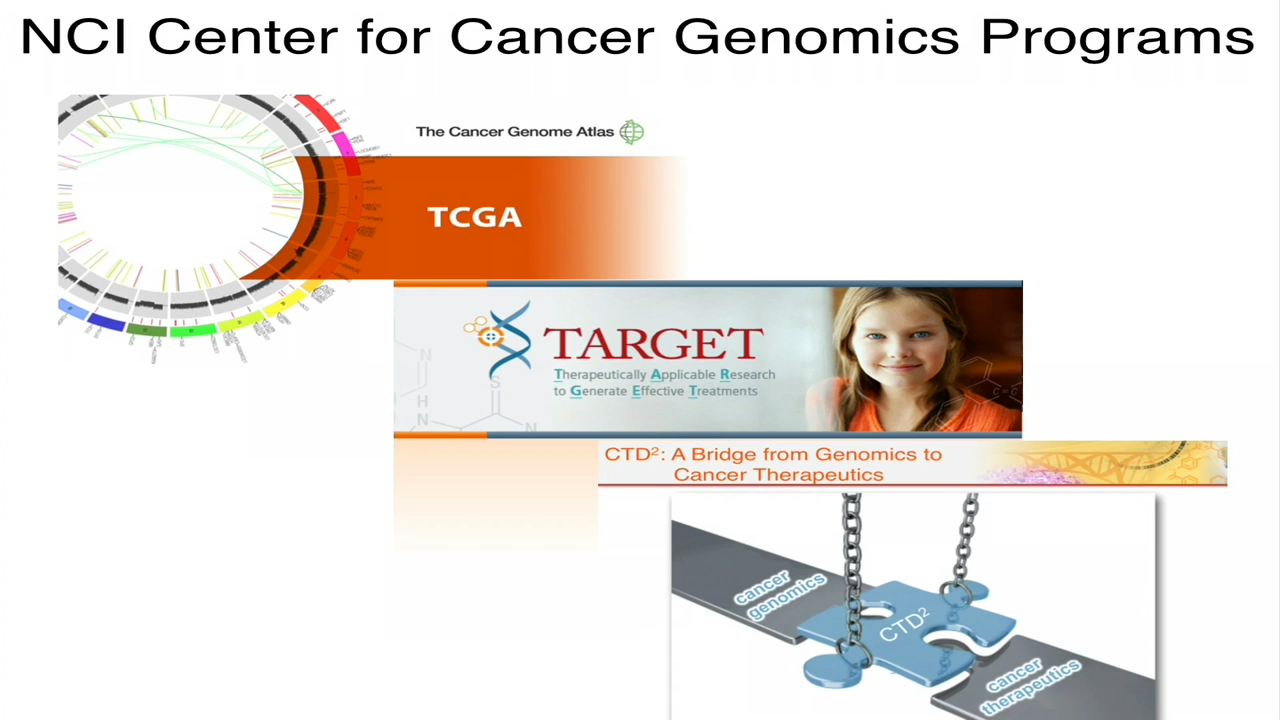 NCI Center for Cancer Genomics Programs
The Cancer Genome Atlas
TCGA
TARGET
Therapeutically Applicable Research
to Generate Effective Treatments
N
H
N
S
N
C=C
CTD²: A Bridge from Genomics to
Cancer Therapeutics
cancer
genomics
CTD²
cancer
therapeutics